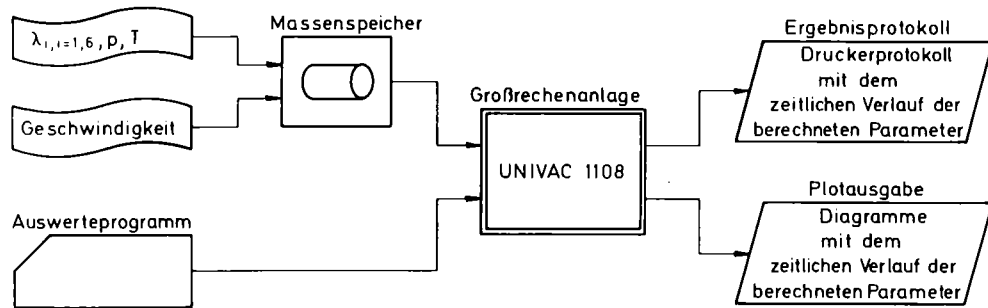 λi,i=1,6, p, T
Geschwindigkeit
Massenspeicher
Auswerteprogramm
Großrechenanlage
UNIVAC 1108
Ergebnisprotokoll
Druckerprotokoll
mit dem
zeitlichen Verlauf der
berechneten Parameter
Plotausgabe
Diagramme
mit dem
zeitlichen Verlauf der
berechneten Parameter